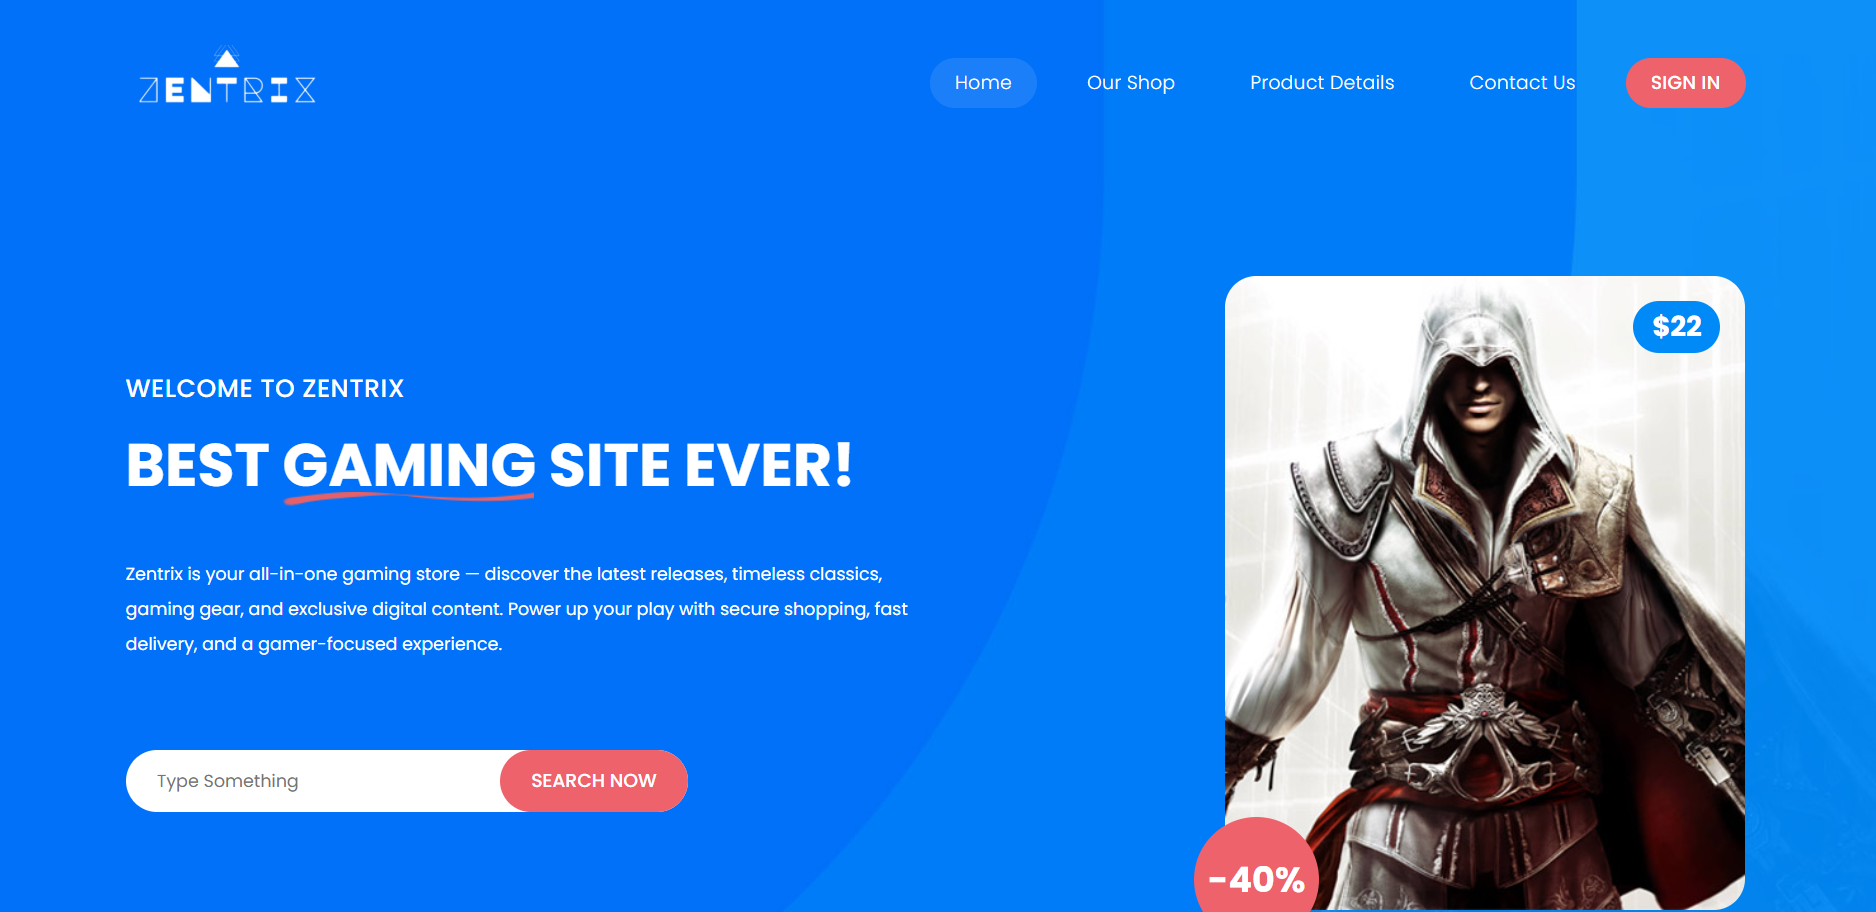 ZENTRIX
Home
Our Shop
Product Details
Contact Us
SIGN IN
$22
WELCOME TO ZENTRIX
BEST GAMING SITE EVER!
Zentrix is your all-in-one gaming store — discover the latest releases, timeless classics,
gaming gear, and exclusive digital content. Power up your play with secure shopping, fast
delivery, and a gamer-focused experience.
Type Something
SEARCH NOW
-40%